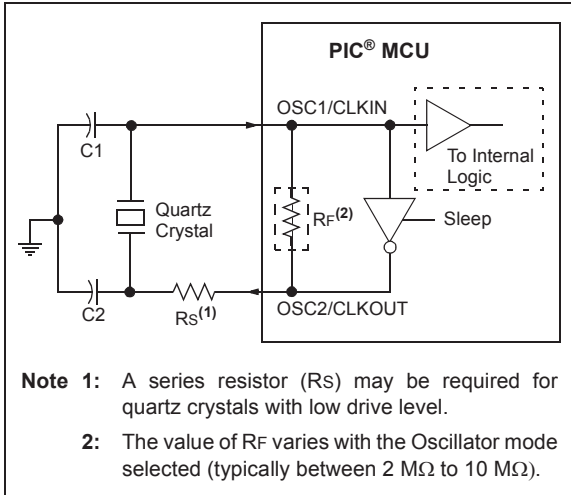 PIC® MCU
OSC1/CLKIN
C1
To Internal
Logic
Quartz
Crystal
RF(2)
Sleep
C2
RS(1)
OSC2/CLKOUT
Note 1: A series resistor (RS) may be required for
quartz crystals with low drive level.
2: The value of RF varies with the Oscillator mode
selected (typically between 2 MΩ to 10 MΩ).